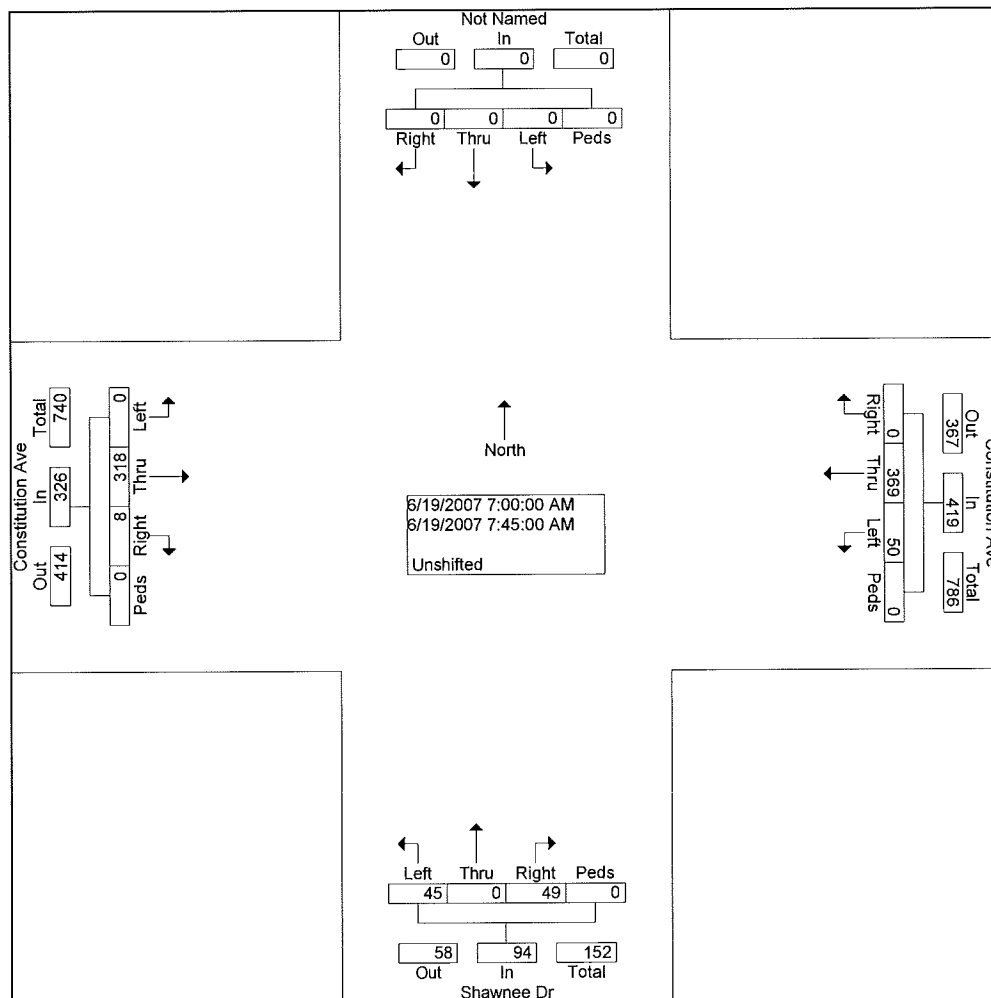 Not Named
Out In Total
0 0 0
0 0 0 0
Right Thru Left Peds
Constitution Ave
Total In Out
740 326 414
0 318 8 0
Left Thru Right Peds
North
6/19/2007 7:00:00 AM
6/19/2007 7:45:00 AM
Unshifted
Right Thru Left Peds
0 369 50 0
367 419 786
Out In Total
Constitution Ave
Left Thru Right Peds
45 0 49 0
58 94 152
Out In Total
Shawnee Dr